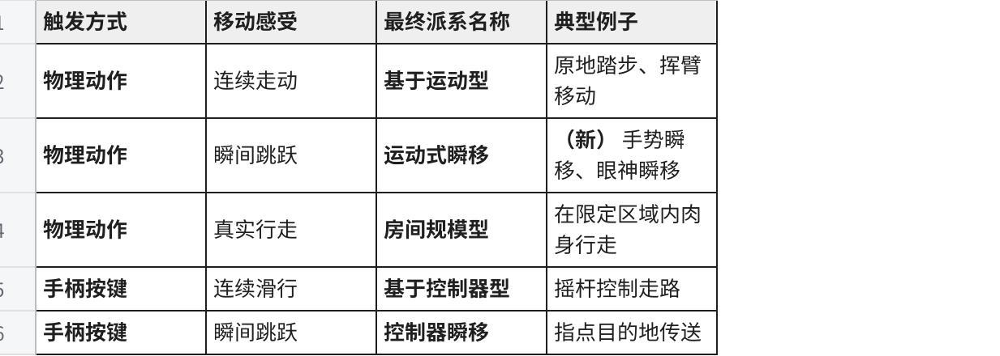 触发方式 移动感受 最终派系名称 典型例子
2 物理动作 连续走动 基于运动型 原地踏步、挥臂
移动
物理动作 瞬间跳跃 运动式瞬移 （新） 手势瞬
移、眼神瞬移
物理动作 真实行走 房间规模型 在限定区域内肉
身行走
手柄按键 连续滑行 基于控制器型 摇杆控制走路
手柄按键 瞬间跳跃 控制器瞬移 指点目的地传送